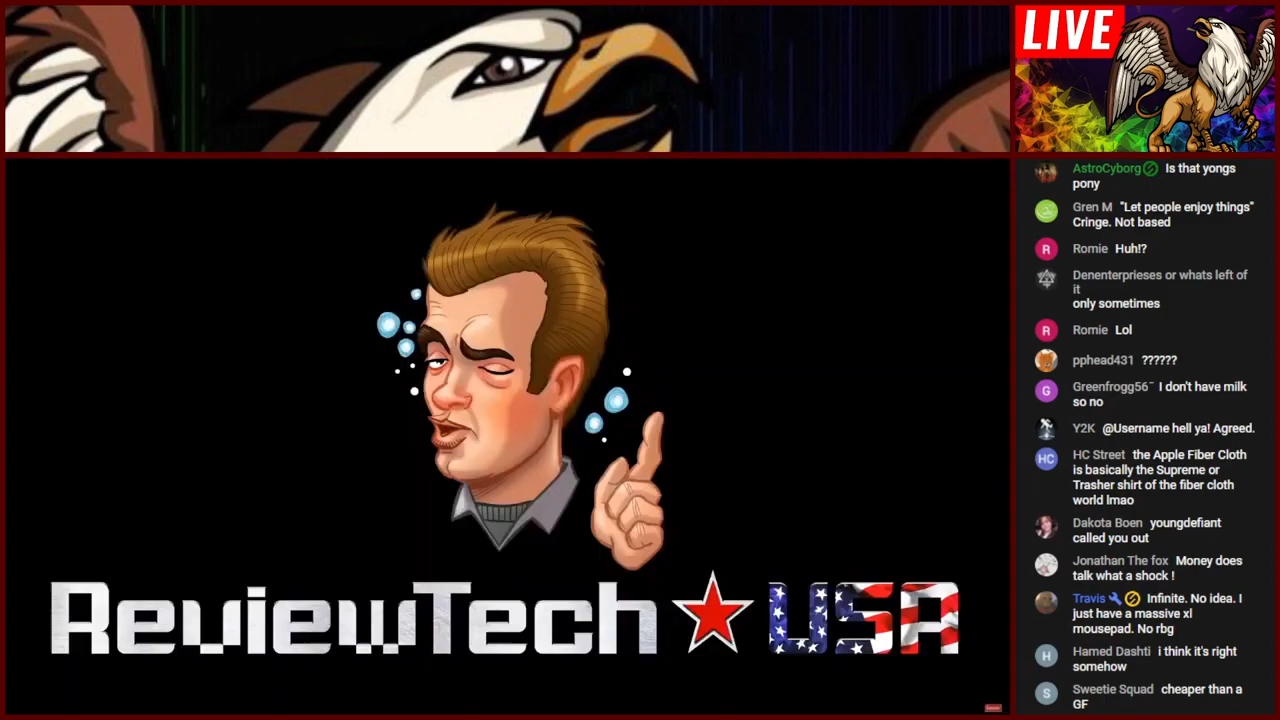 LIVE
AstroCyborg Is that yongs
pony
Gren M "Let people enjoy things"
Cringe. Not based
Romie Huh!?
Denenterprieses or whats left of
it
only sometimes
Romie Lol
pphead431 ??????
Greenfrogg56~ I don't have milk
so no
Y2K @Username hell ya! Agreed.
HC Street the Apple Fiber Cloth
is basically the Supreme or
Trasher shirt of the fiber cloth
world lmao
Dakota Boen youngdefiant
called you out
Jonathan The fox Money does
talk what a shock !
Travis Infinite. No idea. I
just have a massive xl
mousepad. No rbg
Hamed Dashti i think it's right
somehow
Sweetie Squad cheaper than a
GF
R
R
G
HC
H
S
ReviewTech USA